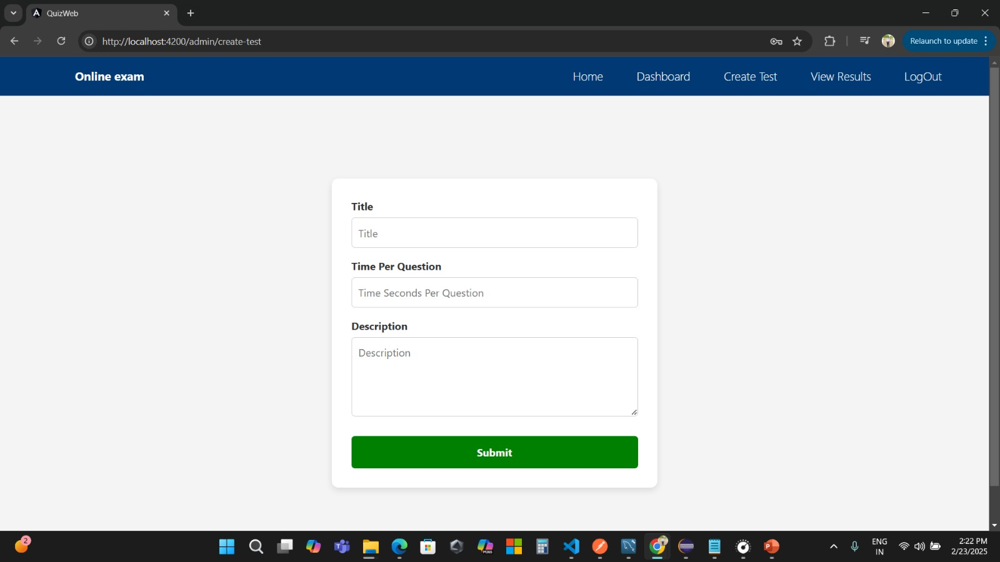 QuizWeb
http://localhost:4200/admin/create-test
Relaunch to update
Online exam
Home
Dashboard
Create Test
View Results
LogOut
Title
Title
Time Per Question
Time Seconds Per Question
Description
Description
Submit
2
M365
ENG
IN
2:22 PM
2/23/2025